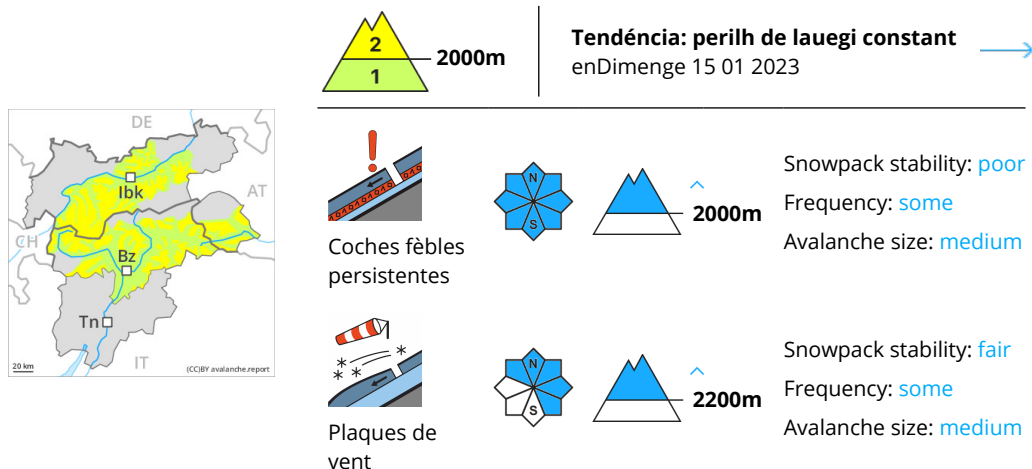 2
1
2000m
Tendéncia: perilh de lauegi constant
enDimenge 15 01 2023
DE
AT
CH
IT
Ibk
Bz
Tn
20 km
(CC)BY avalanche.report
Coches fèbles
persistentes
N
S
2000m
Snowpack stability: poor
Frequency: some
Avalanche size: medium
Plaques de
vent
N
S
2200m
Snowpack stability: fair
Frequency: some
Avalanche size: medium